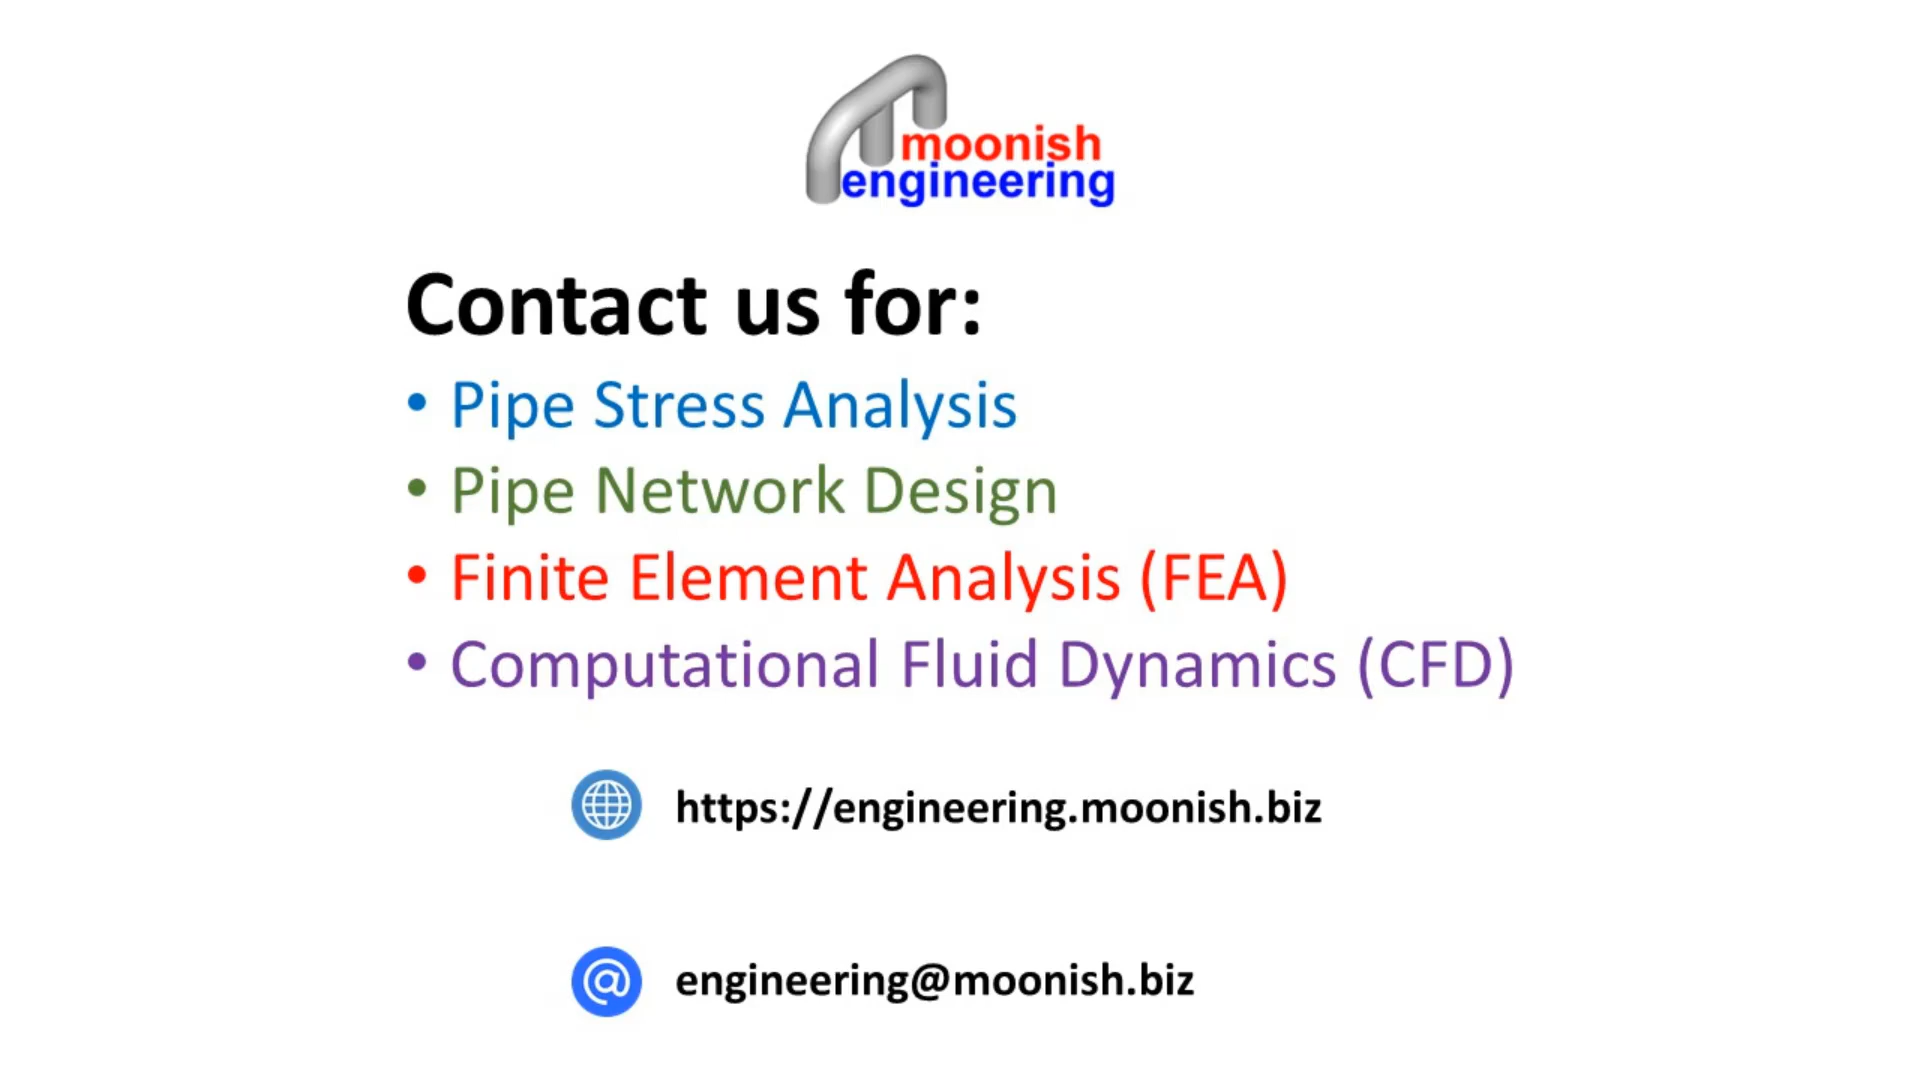 moonish
engineering
Contact us for:
• Pipe Stress Analysis
• Pipe Network Design
• Finite Element Analysis (FEA)
• Computational Fluid Dynamics (CFD)
https://engineering.moonish.biz
@ engineering@moonish.biz